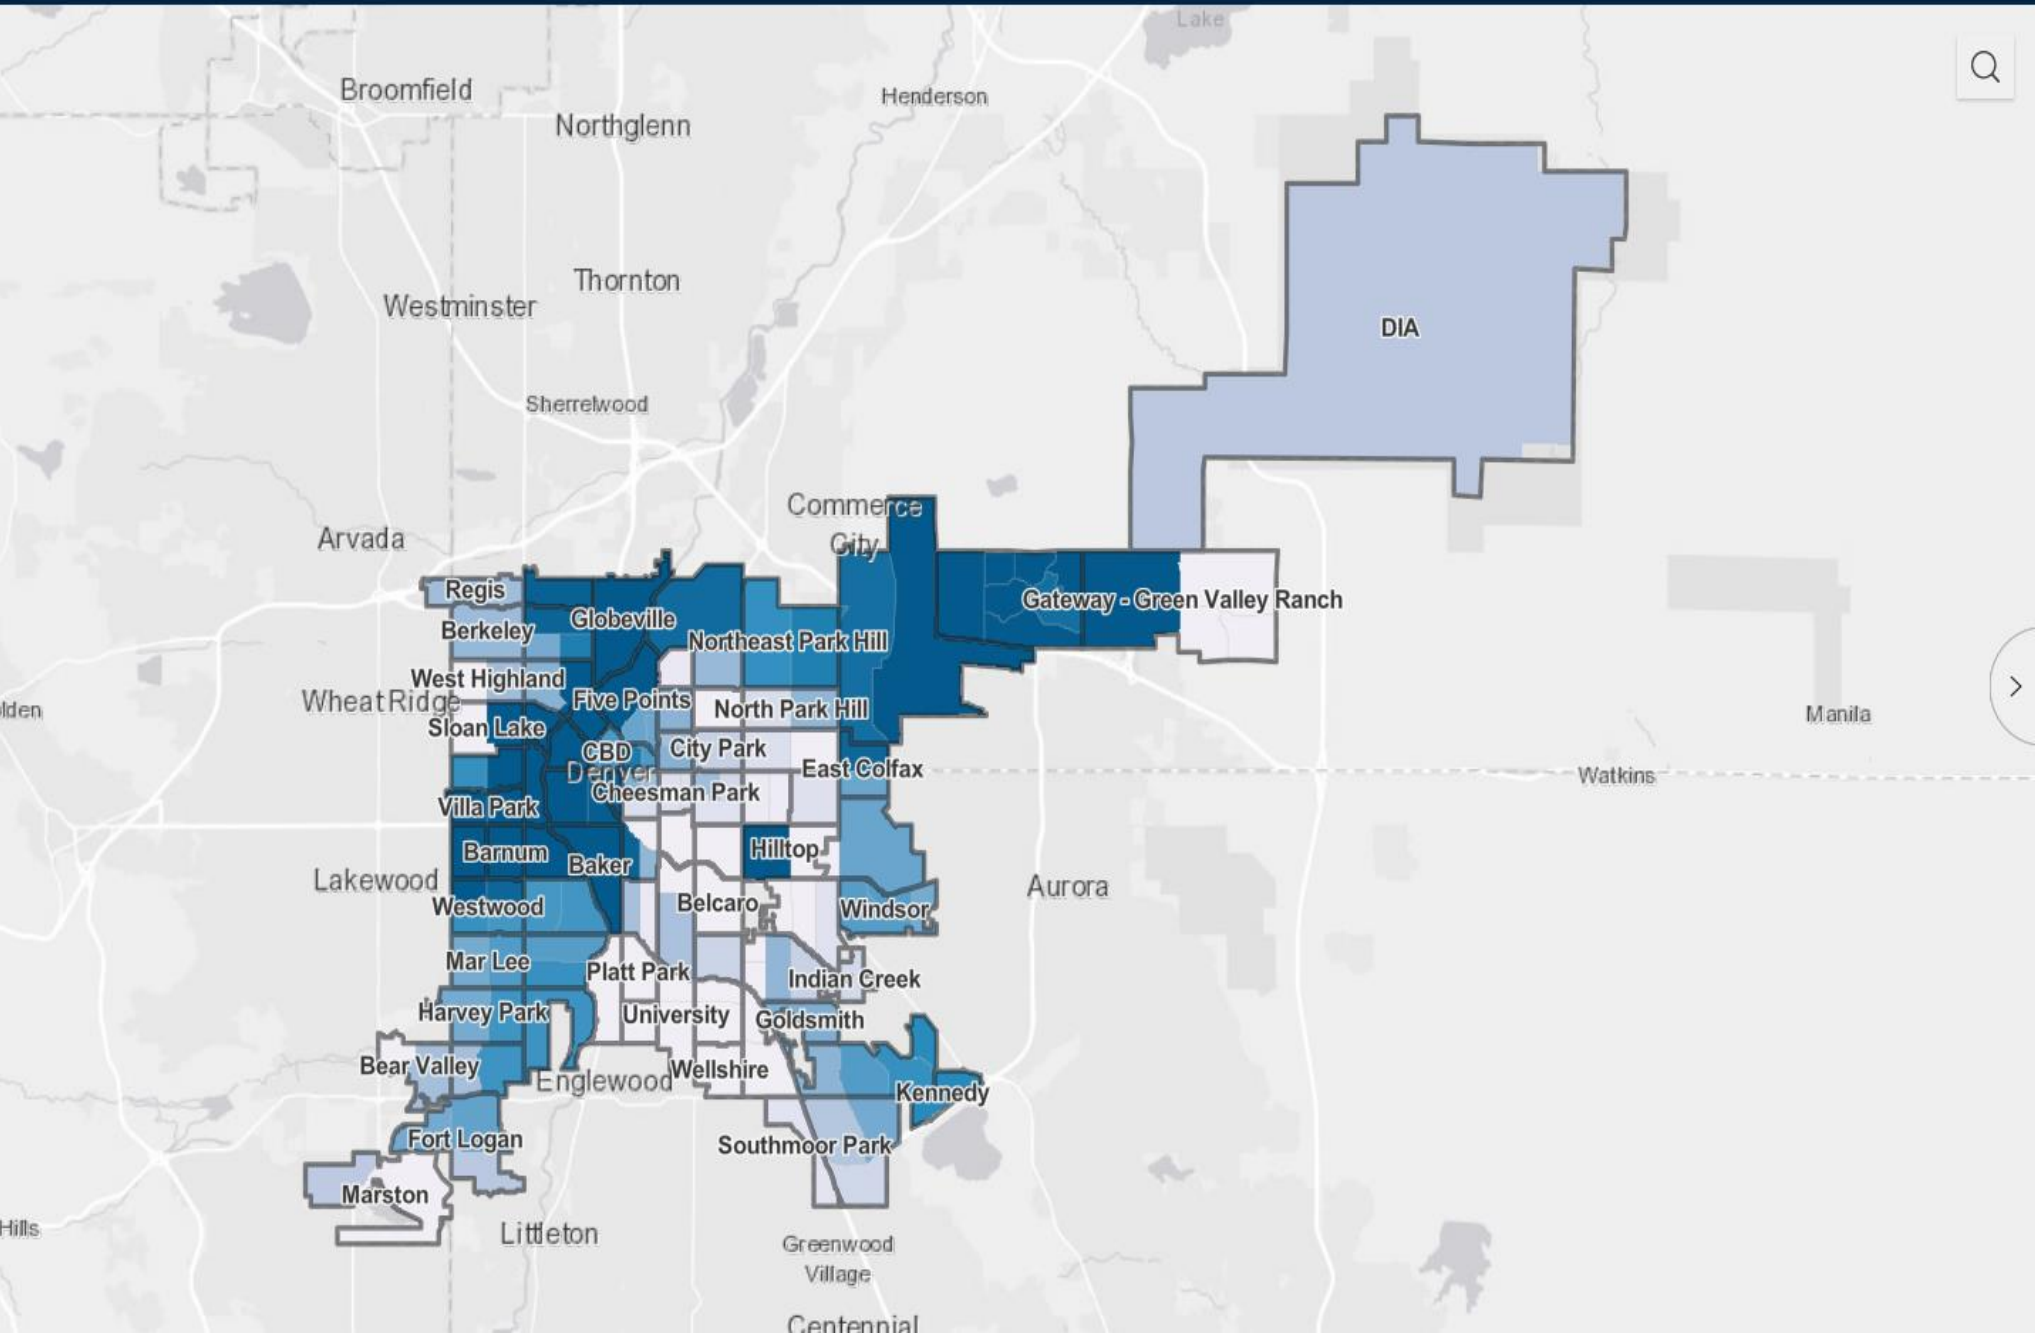 Lake
Broomfield
Henderson
Northglenn
Thornton
Westminster
DIA
Sherrelwood
Commerce
City
Arvada
Regis
Gateway - Green Valley Ranch
Globeville
Berkeley
Northeast Park Hill
West Highland
Wheat Ridge
Five Points
North Park Hill
lden
Manila
Sloan Lake
CBD
City Park
Denver
East Colfax
Watkins
Cheesman Park
Villa Park
Barnum
Baker
Hilltop
Lakewood
Aurora
Westwood
Belcaro
Windsor
Mar Lee
Platt Park
Indian Creek
Harvey Park
University
Goldsmith
Bear Valley
Englewood
Wellshire
Kennedy
Fort Logan
Southmoor Park
Marston
Hills
Littleton
Greenwood
Village
Centennial